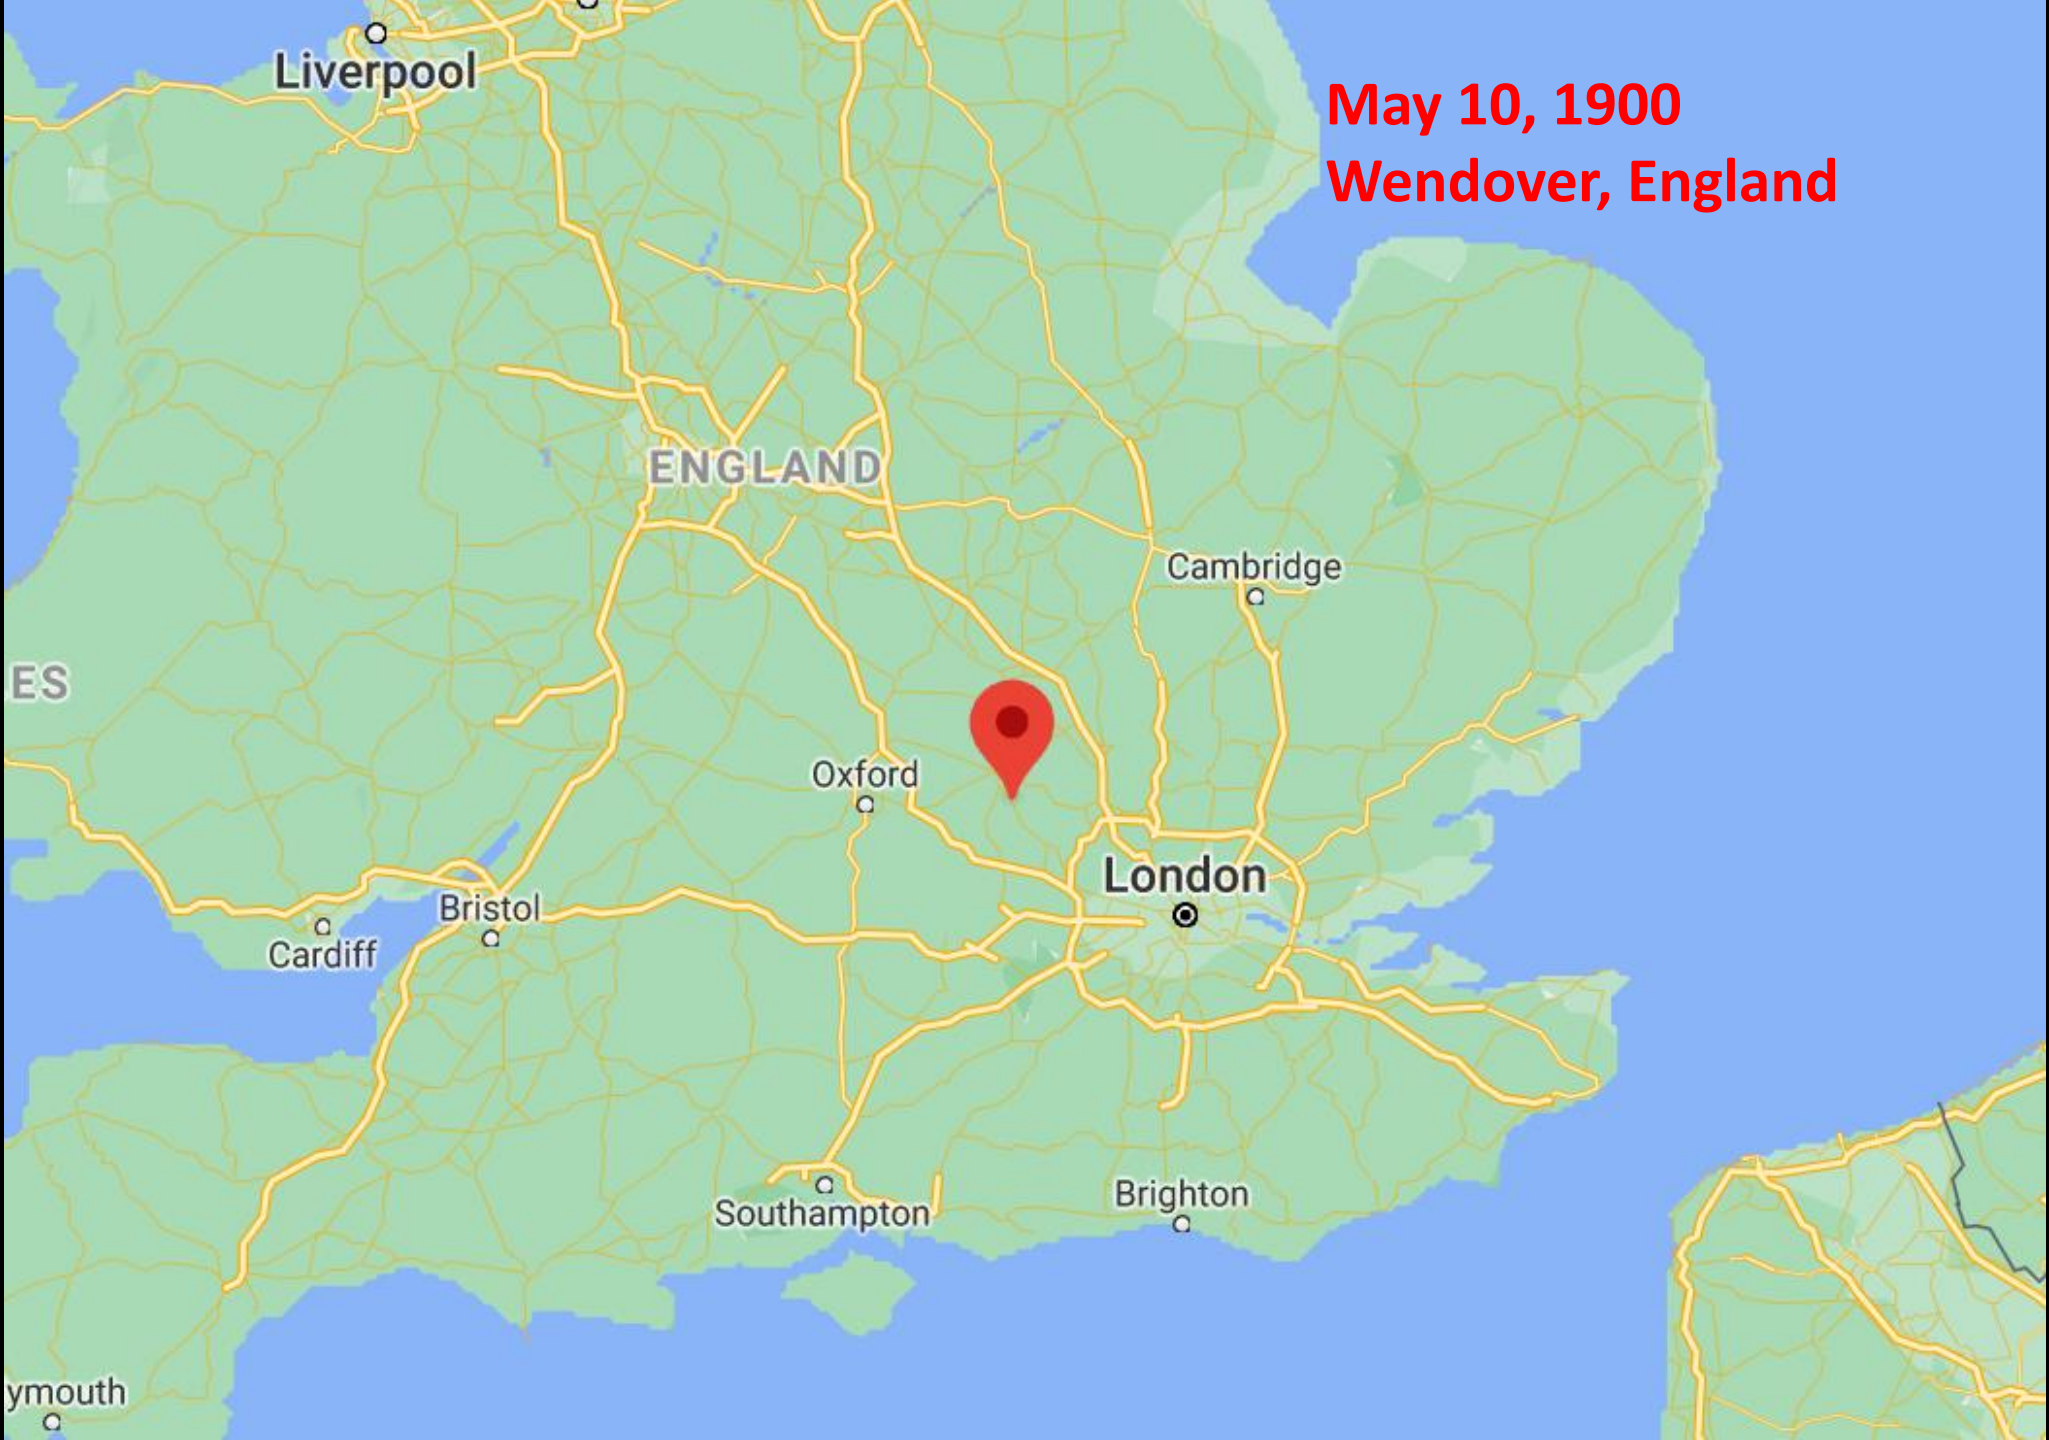 Liverpool
May 10, 1900
Wendover, England
ENGLAND
Cambridge
ES
Oxford
London
Bristol
Cardiff
Brighton
Southampton
ymouth